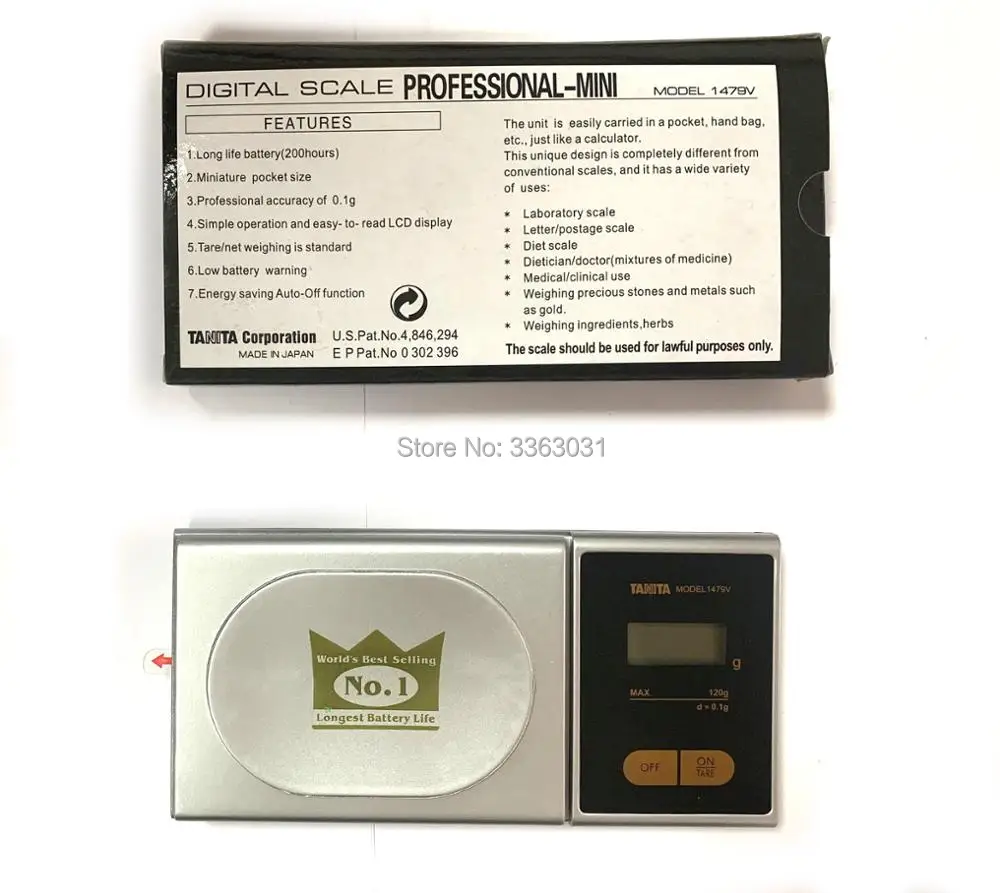 DIGITAL SCALE PROFESSIONAL-MINI MODEL 1479V
FEATURES
1.Long life battery(200hours)
2.Miniature pocket size
3.Professional accuracy of 0.1g
4.Simple operation and easy- to- read LCD display
5.Tare/net weighing is standard
6.Low battery warning
7.Energy saving Auto-Off function
TANITA Corporation U.S.Pat.No.4,846,294
MADE IN JAPAN E P Pat.No 0 302 396
The unit is easily carried in a pocket, hand bag,
etc., just like a calculator.
This unique design is completely different from
conventional scales, and it has a wide variety
of uses:
* Laboratory scale
* Letter/postage scale
* Diet scale
* Dietician/doctor(mixtures of medicine)
* Medical/clinical use
* Weighing precious stones and metals such
as gold.
* Weighing ingredients,herbs
The scale should be used for lawful purposes only.
Store No: 3363031
World's Best Selling
No.1
Longest Battery Life
TANITA MODEL1479V
g
MAX 120g
d = 0.1g
OFF
ON
TARE